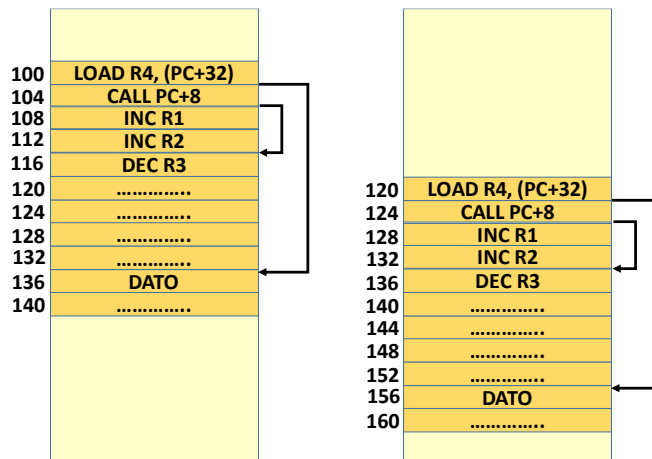 100 LOAD R4, (PC+32)
104 CALL PC+8
108 INC R1
112 INC R2
116 DEC R3
120 …………..
124 …………..
128 …………..
132 …………..
136 DATO
140 …………..
120 LOAD R4, (PC+32)
124 CALL PC+8
128 INC R1
132 INC R2
136 DEC R3
140 …………..
144 …………..
148 …………..
152 …………..
156 DATO
160 …………..